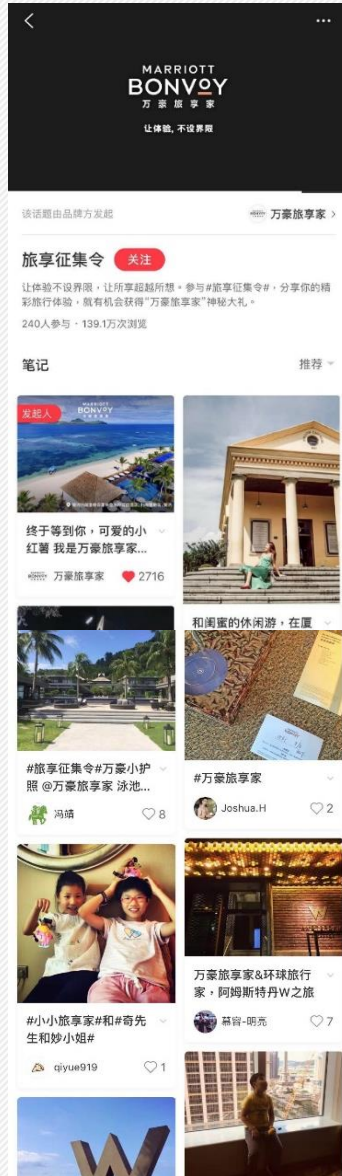 MARRIOTT
BONVOY
万豪旅享家
让体验, 不设界限
该话题由品牌方发起
万豪旅享家 >
旅享征集令
关注
让体验不设界限，让所享超越所想。参与#旅享征集令#，分享你的精
彩旅行体验，就有机会获得“万豪旅享家”神秘大礼。
240人参与·139.1万次浏览
笔记
推荐
发起人
MARRIOTT
BONVOY
终于等到你，可爱的小
红薯 我是万豪旅享家...
万豪旅享家
2716
和闺蜜的休闲游，在厦
#旅享征集令#万豪小护
照 @万豪旅享家 泳池...
冯婧
8
#万豪旅享家
Joshua.H
2
#小小旅享家#和#奇先
生和妙小姐#
qiyue919
1
万豪旅享家&环球旅行
家，阿姆斯特丹W之旅
慕容-明亮
7
W